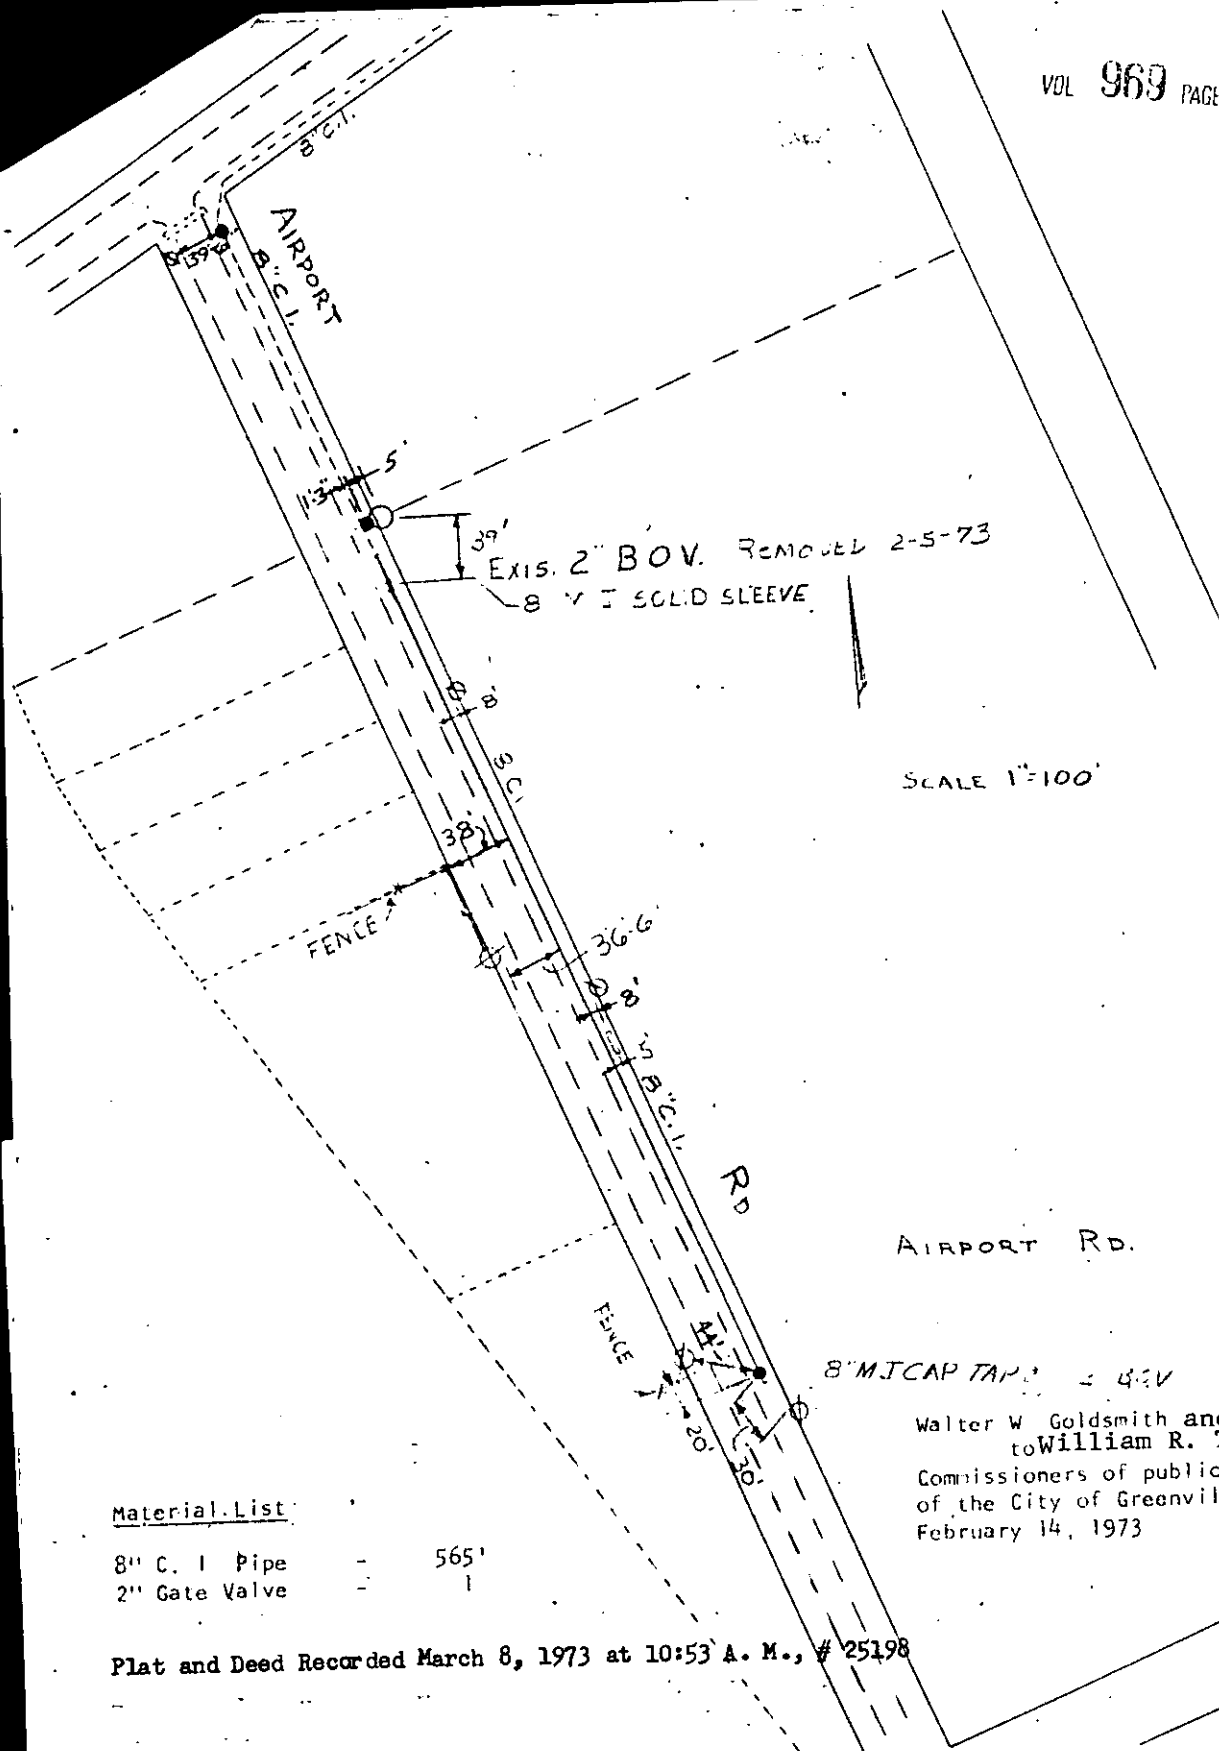 VOL 969 PAGE
8" C.I.
AIRPORT
39'
8" C.I.
5'
1'3"
39'
EXIS. 2" B.O.V. REMOVED 2-5-73
8 M J SOLID SLEEVE
8'
8 C.I.
SCALE 1"=100'
38'
FENCE
36'-6"
8'
5'
8" C.I.
RD
AIRPORT RD.
FENCE
44'
8" MJ CAP
20'
30'
Walter W Goldsmith and
to William R.
Commissioners of public
of the City of Greenvil
February 14, 1973
Material List
8" C. I Pipe - 565'
2" Gate Valve - 1
Plat and Deed Recorded March 8, 1973 at 10:53 A. M., # 25198